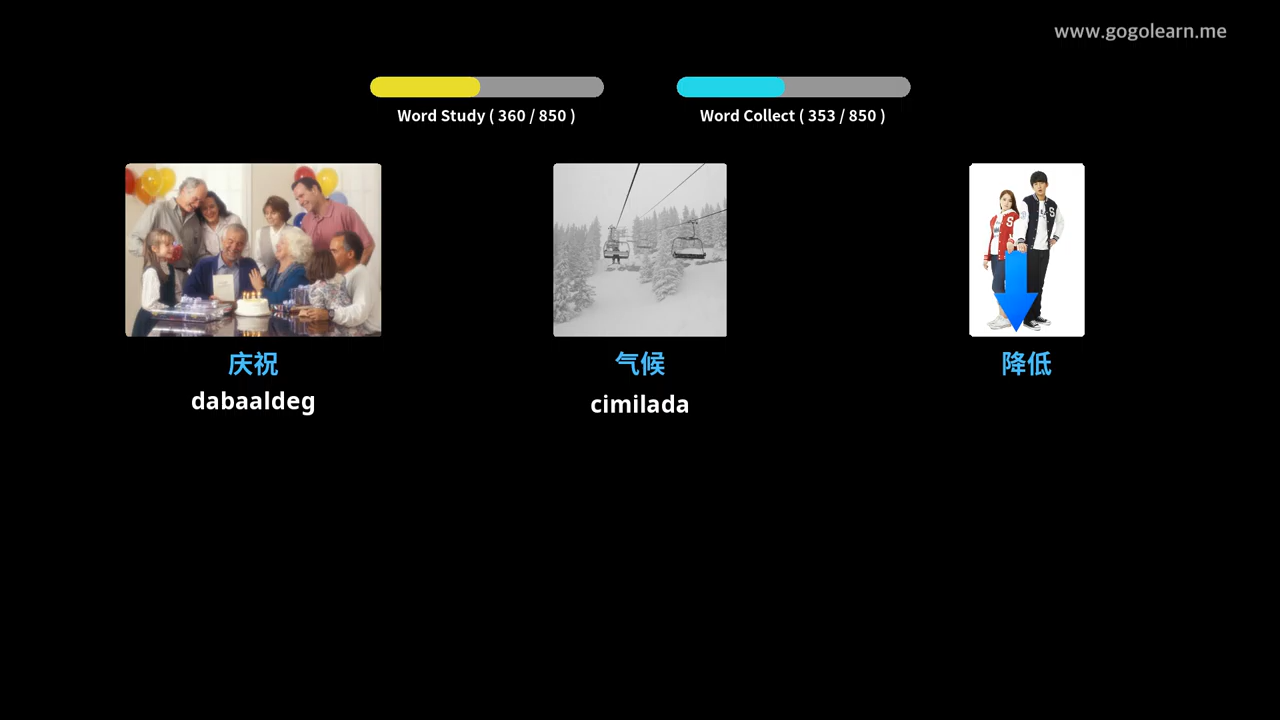 www.gogolearn.me
Word Study ( 360 / 850 )
Word Collect ( 353 / 850 )
庆祝
气候
降低
dabaaldeg
cimilada